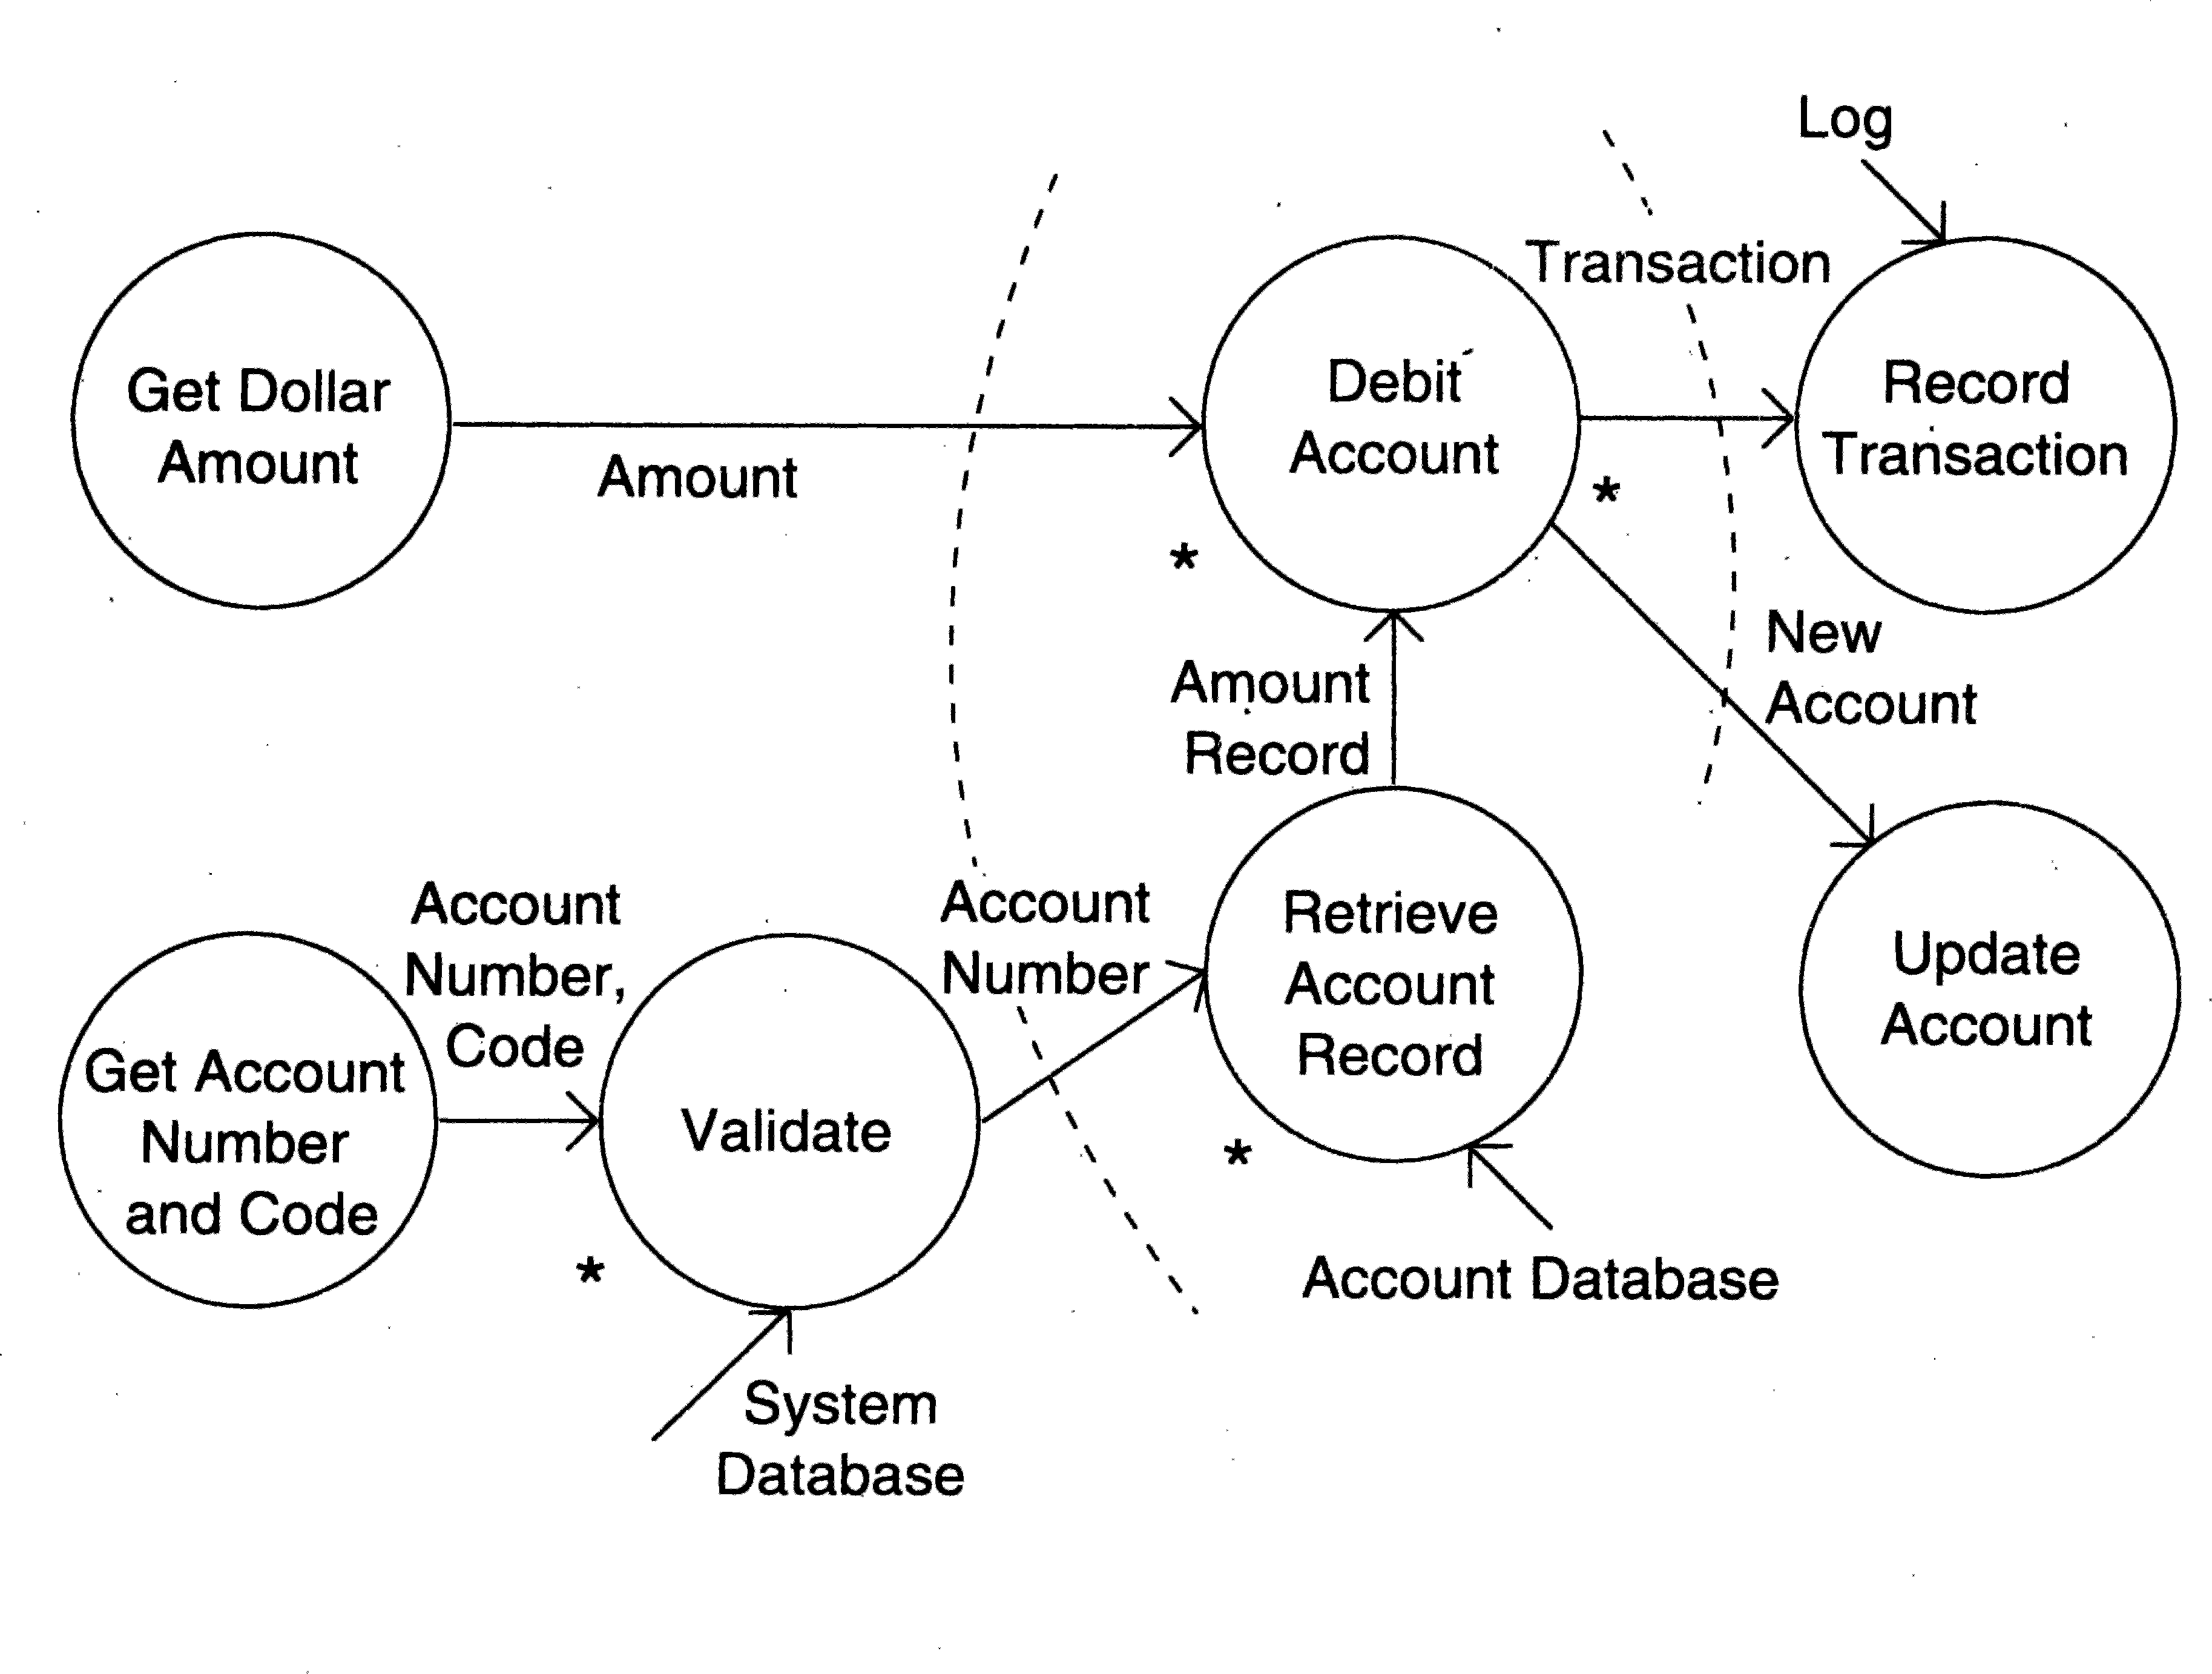 Log
Transaction
Get Dollar
Amount
Amount
Debit
Account
Record
Transaction
*
*
Amount
Record
New
Account
Account
Number,
Code
Account
Number
Retrieve
Account
Record
Update
Account
Get Account
Number
and Code
Validate
*
*
Account Database
System
Database